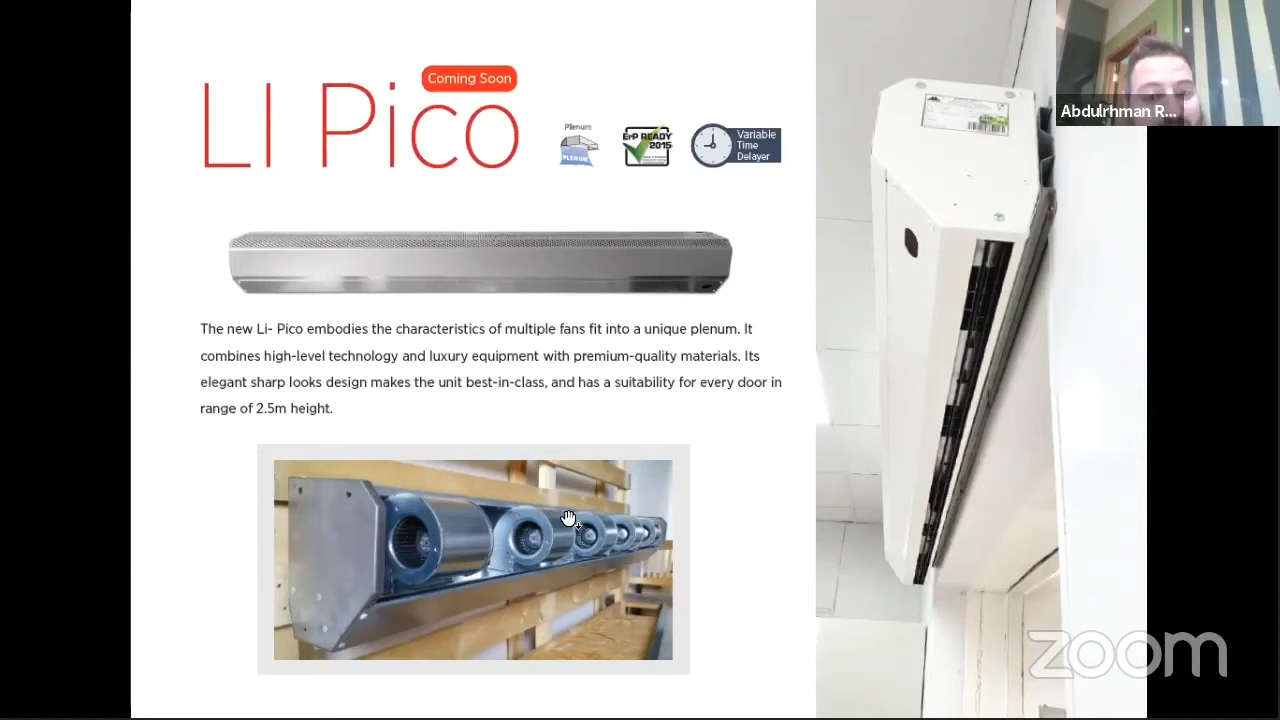 Coming Soon
LI Pico
Plenum
PLENUM
ErP READY
2015
Variable
Time
Delayer
Abdulrhman R...
The new Li- Pico embodies the characteristics of multiple fans fit into a unique plenum. It
combines high-level technology and luxury equipment with premium-quality materials. Its
elegant sharp looks design makes the unit best-in-class, and has a suitability for every door in
range of 2.5m height.
zoom